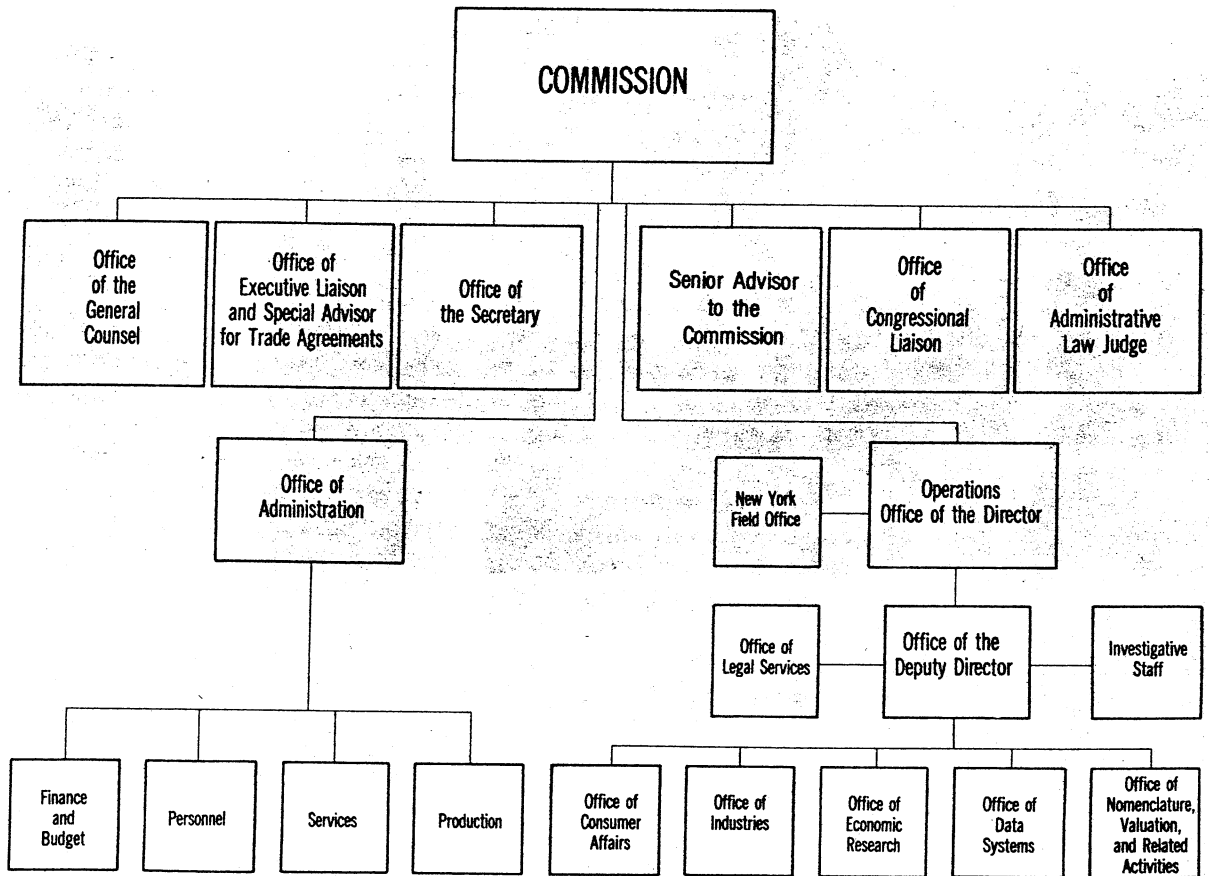 COMMISSION
Office
of the
General
Counsel
Office of
Executive Liaison
and Special Advisor
for Trade Agreements
Office of
the Secretary
Senior Advisor
to the
Commission
Office
of
Congressional
Liaison
Office
of
Administrative
Law Judge
Office of
Administration
New York
Field Office
Operations
Office of the Director
Office of
Legal Services
Office of the
Deputy Director
Investigative
Staff
Finance
and
Budget
Personnel
Services
Production
Office of
Consumer
Affairs
Office of
Industries
Office of
Economic
Research
Office of
Data
Systems
Office of
Nomenclature,
Valuation,
and Related
Activities